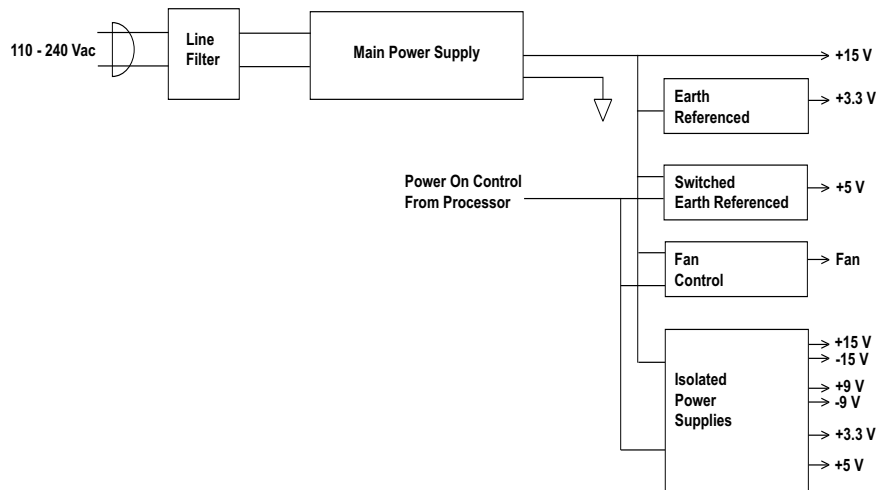 110 - 240 Vac
Line
Filter
Main Power Supply
+15 V
Earth
Referenced
+3.3 V
Power On Control
From Processor
Switched
Earth Referenced
+5 V
Fan
Control
Fan
Isolated
Power
Supplies
+15 V
-15 V
+9 V
-9 V
+3.3 V
+5 V